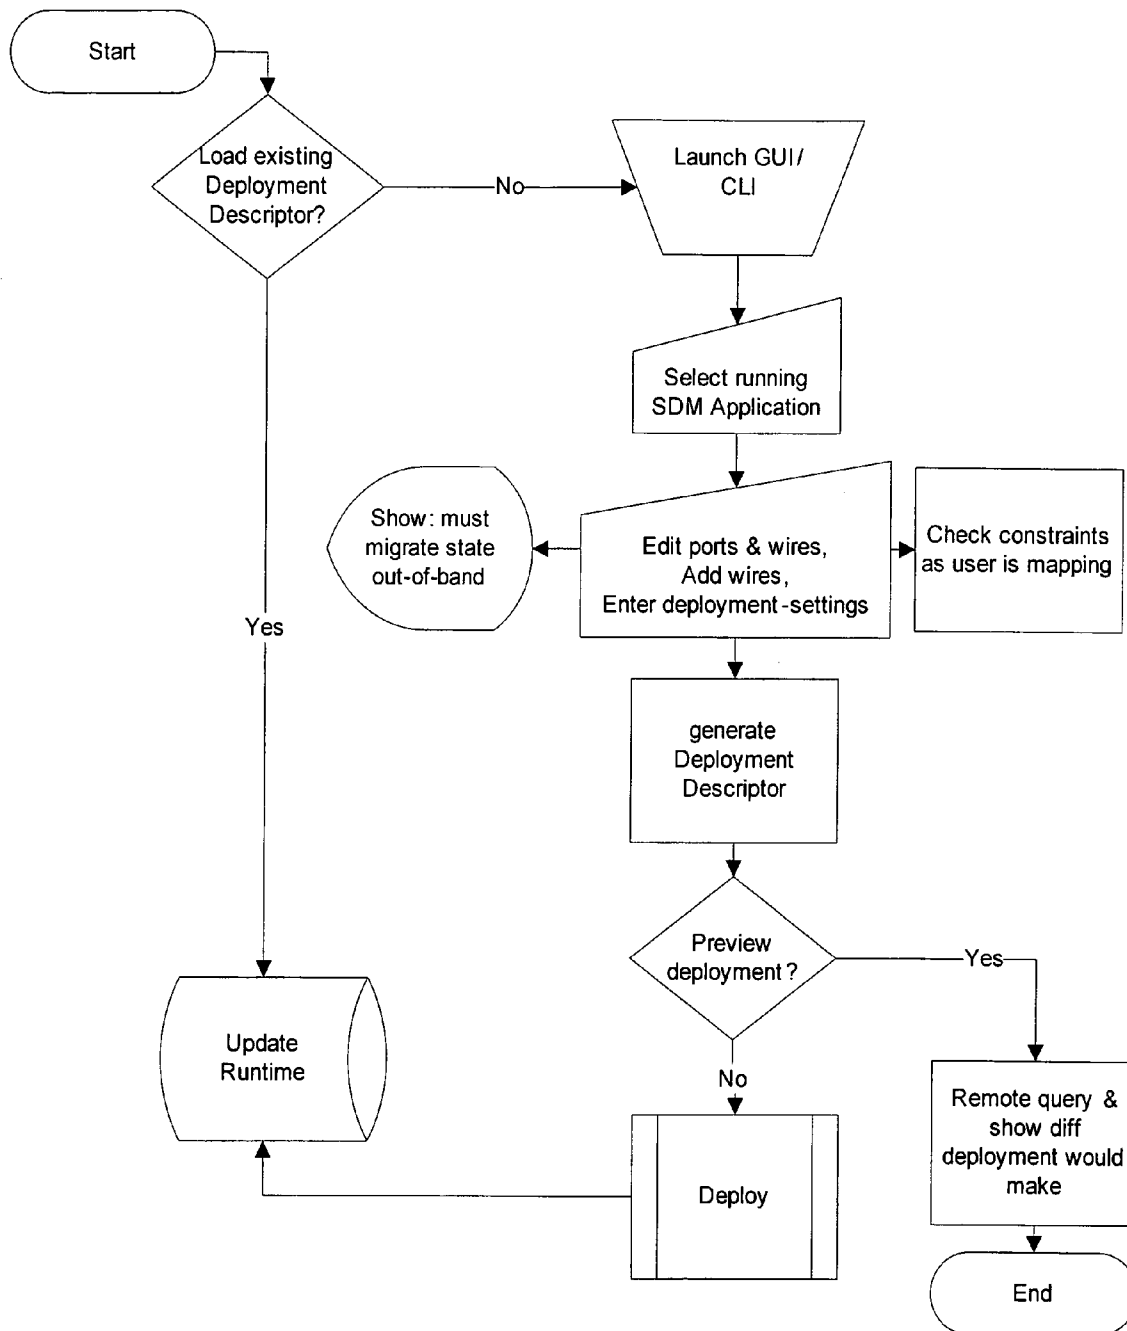 Start
Load existing
Deployment
Descriptor?
No
Launch GUI/
CLI
Select running
SDM Application
Show: must
migrate state
out-of-band
Edit ports & wires,
Add wires,
Enter deployment-settings
Check constraints
as user is mapping
Yes
generate
Deployment
Descriptor
Preview
deployment?
Yes
No
Update
Runtime
Deploy
Remote query &
show diff
deployment would
make
End